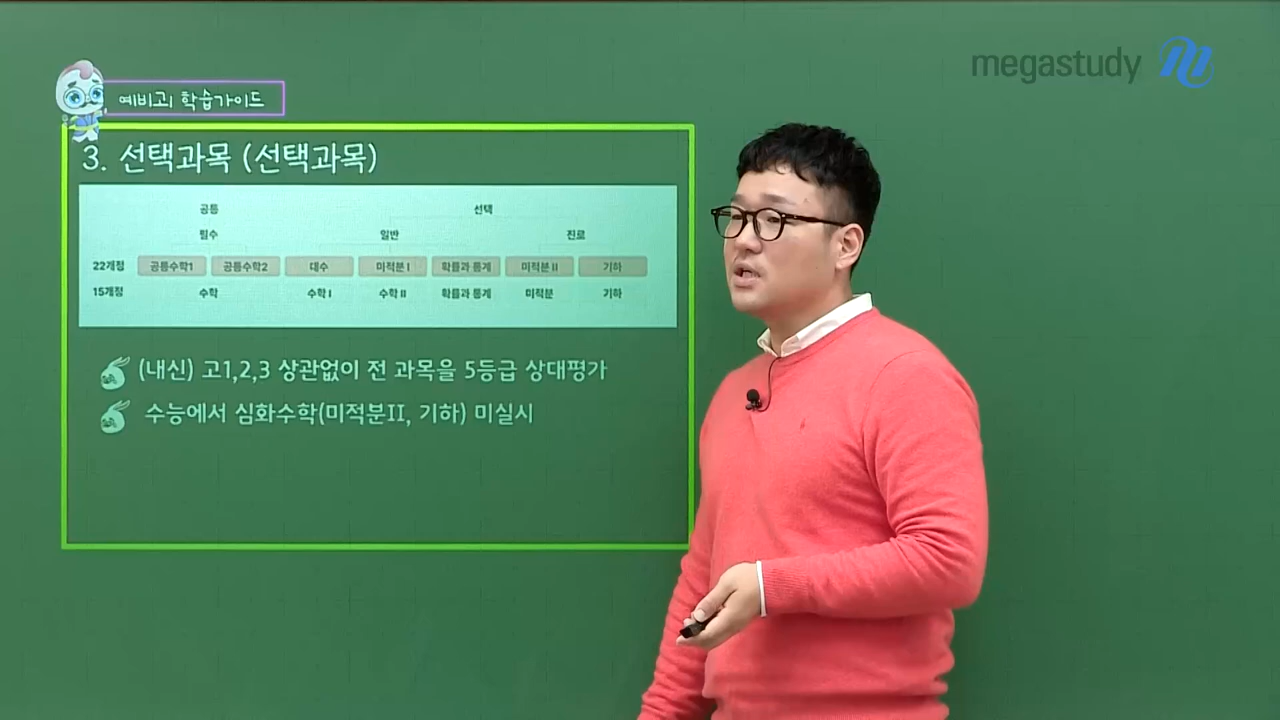 megastudy
예비고1 학습가이드
3. 선택과목 (선택과목)
공통 선택
필수 일반 진로
22개정 공통수학1 공통수학2 대수 미적분 I 확률과 통계 미적분 II 기하
15개정 수학 수학 I 수학 II 확률과 통계 미적분 기하
(내신) 고1,2,3 상관없이 전 과목을 5등급 상대평가
수능에서 심화수학(미적분II, 기하) 미실시